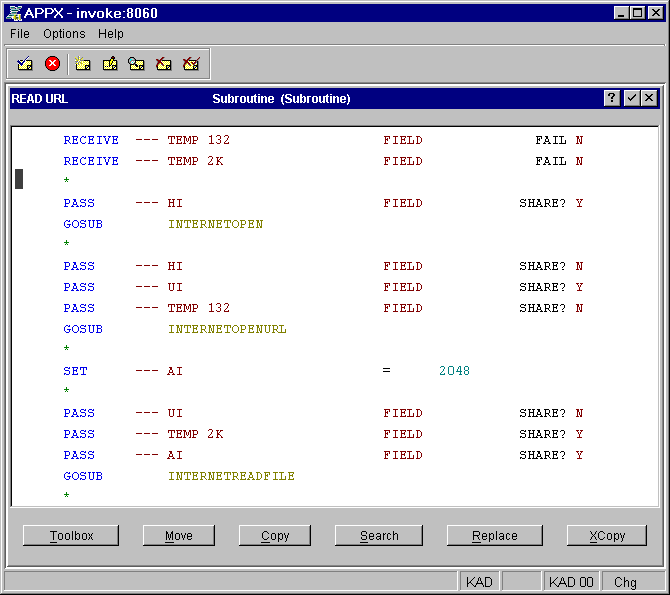 APPX - invoke:8060
File Options Help
READ URL Subroutine (Subroutine) ?
RECEIVE --- TEMP 132 FIELD FAIL N
RECEIVE --- TEMP 2K FIELD FAIL N
*
PASS --- HI FIELD SHARE? Y
GOSUB INTERNETOPEN
*
PASS --- HI FIELD SHARE? N
PASS --- UI FIELD SHARE? Y
PASS --- TEMP 132 FIELD SHARE? N
GOSUB INTERNETOPENURL
*
SET --- AI = 2048
*
PASS --- UI FIELD SHARE? N
PASS --- TEMP 2K FIELD SHARE? Y
PASS --- AI FIELD SHARE? Y
GOSUB INTERNETREADFILE
*
Toolbox Move Copy Search Replace XCopy
KAD KAD 00 Chg